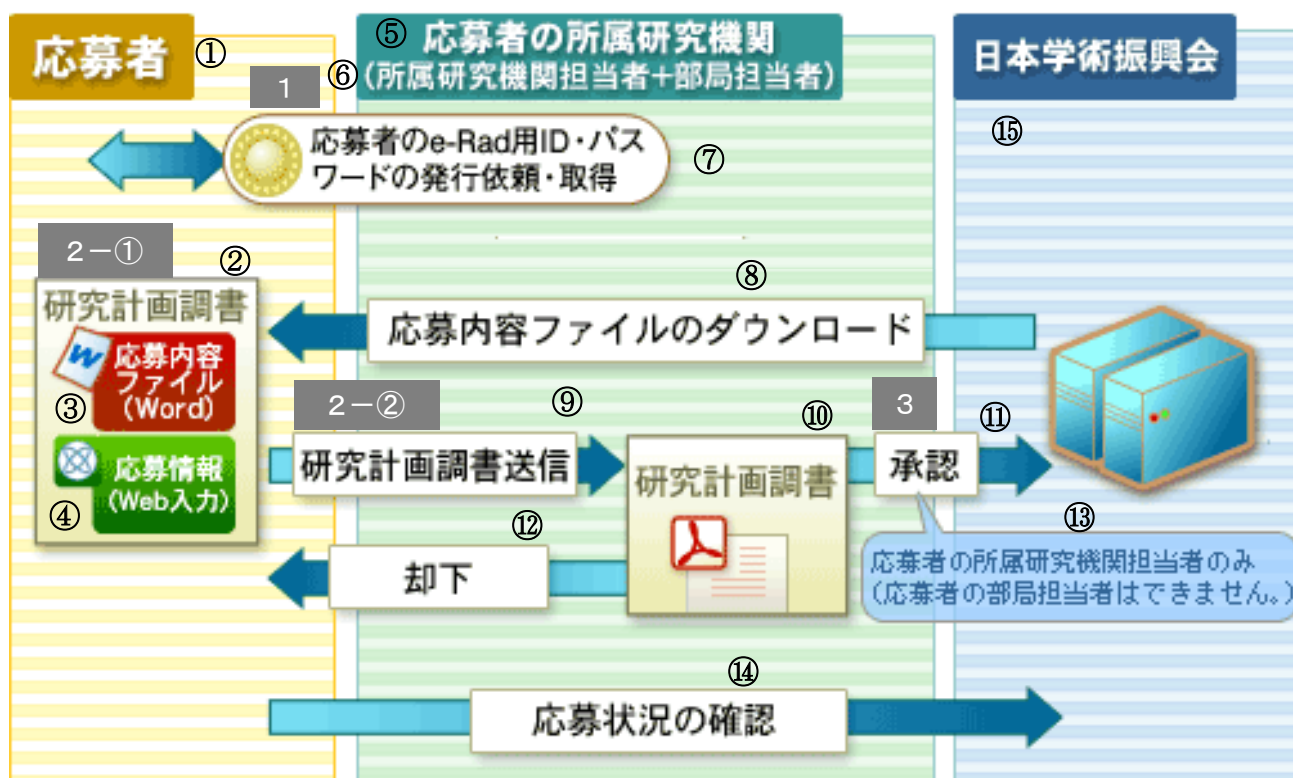 応募者
①
⑤
応募者の所属研究機関
⑥
(所属研究機関担当者+部局担当者)
日本学術振興会
⑮
1
応募者のe-Rad用ID・パス
ワードの発行依頼・取得
⑦
2-①
②
研究計画調書
W
応募内容
ファイル
(Word)
③
応募情報
(Web入力)
④
⑧
応募内容ファイルのダウンロード
2-②
⑨
研究計画調書送信
⑩
研究計画調書
3
⑪
承認
⑫
却下
⑬
応募者の所属研究機関担当者のみ
(応募者の部局担当者はできません。)
⑭
応募状況の確認